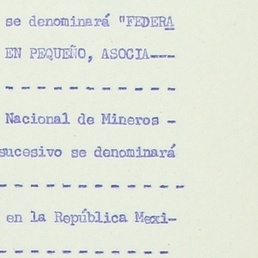 se denominará "FEDERA
EN PEQUEÑO, ASOCIA---
- - - - - - - - - - -
Nacional de Mineros -
sucesivo se denominará
- - - - - - - - - - - -
en la República Mexi-
- - - - - - - - - - -